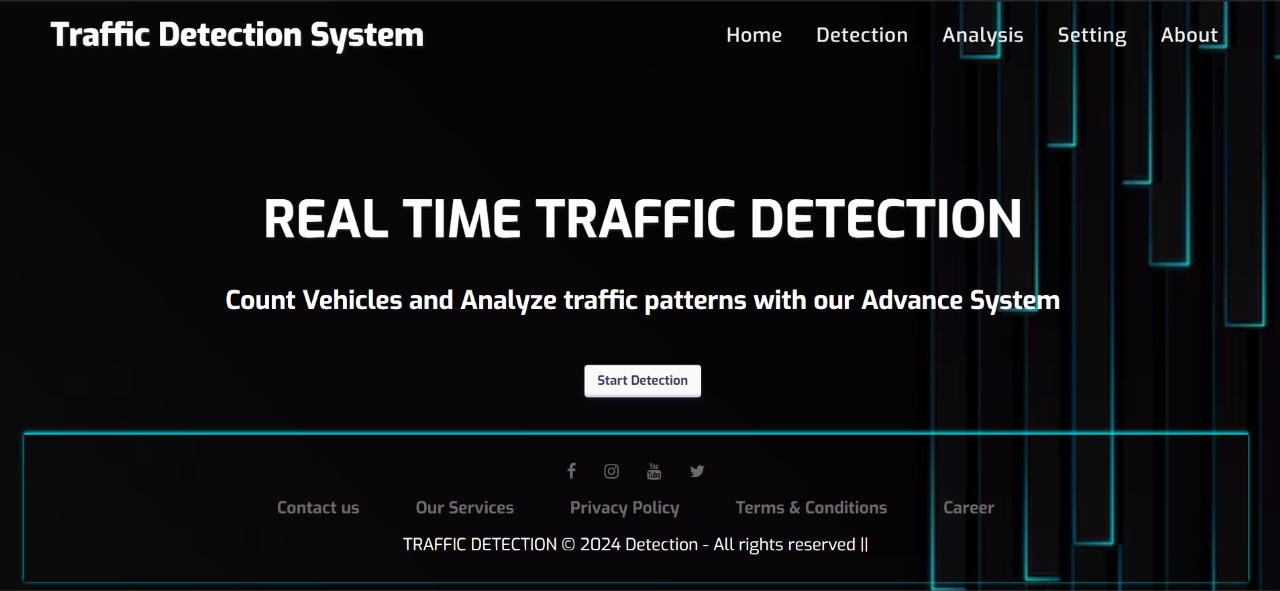 Traffic Detection System
Home Detection Analysis Setting About
REAL TIME TRAFFIC DETECTION
Count Vehicles and Analyze traffic patterns with our Advance System
Start Detection
You Tube
Contact us Our Services Privacy Policy Terms & Conditions Career
TRAFFIC DETECTION © 2024 Detection - All rights reserved ||